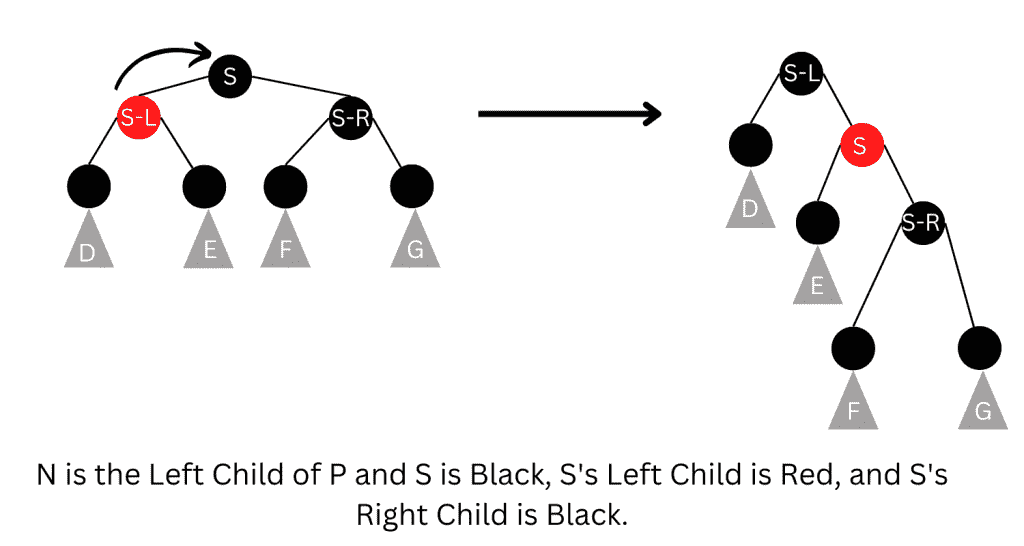 S
S-L
S-R
D
E
F
G
S-L
S
D
S-R
E
F
G
N is the Left Child of P and S is Black, S's Left Child is Red, and S's
Right Child is Black.